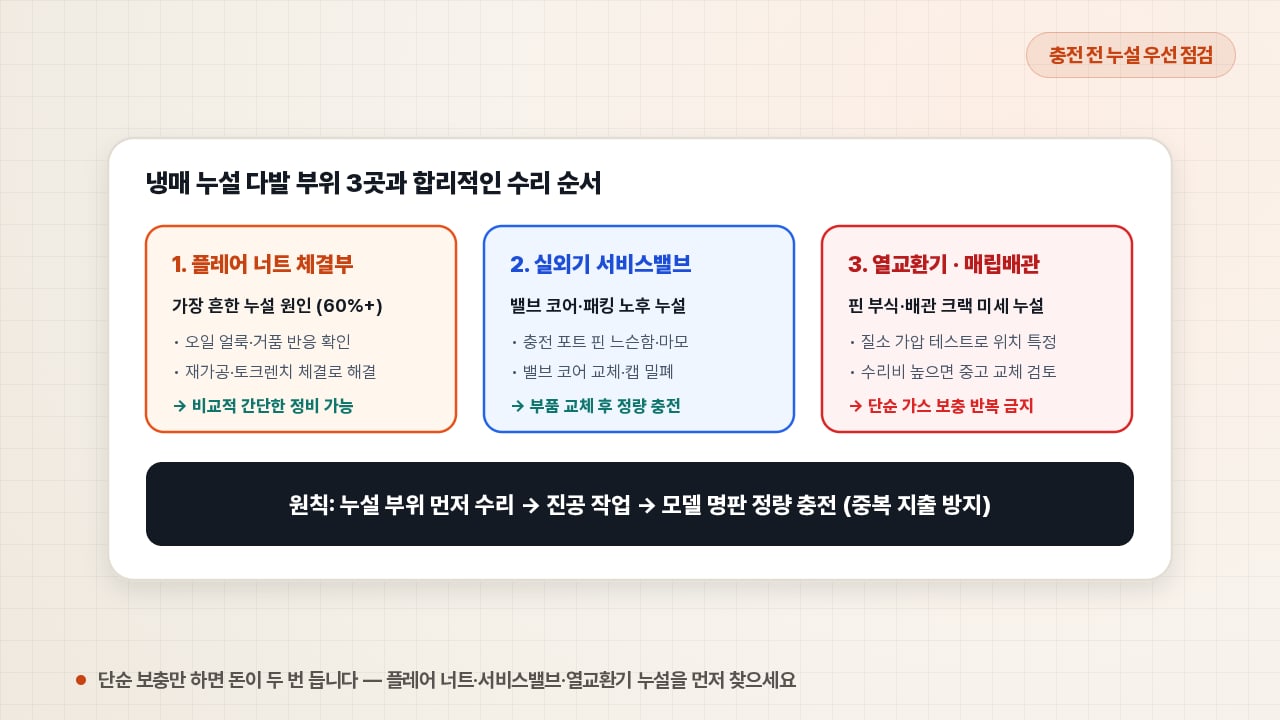 충전 전 누설 우선 점검
냉매 누설 다발 부위 3곳과 합리적인 수리 순서
1. 플레어 너트 체결부
가장 흔한 누설 원인 (60%+)
· 오일 얼룩·거품 반응 확인
· 재가공·토크렌치 체결로 해결
→ 비교적 간단한 정비 가능
2. 실외기 서비스밸브
밸브 코어·패킹 노후 누설
· 충전 포트 핀 느슨함·마모
· 밸브 코어 교체·캡 밀폐
→ 부품 교체 후 정량 충전
3. 열교환기 · 매립배관
핀 부식·배관 크랙 미세 누설
· 질소 가압 테스트로 위치 특정
· 수리비 높으면 중고 교체 검토
→ 단순 가스 보충 반복 금지
원칙: 누설 부위 먼저 수리 → 진공 작업 → 모델 명판 정량 충전 (중복 지출 방지)
단순 보충만 하면 돈이 두 번 듭니다 — 플레어 너트·서비스밸브·열교환기 누설을 먼저 찾으세요